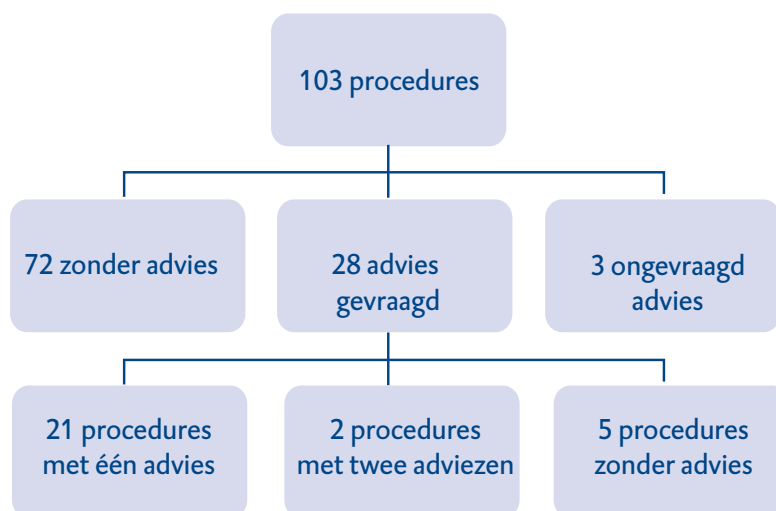 103 procedures
72 zonder advies
28 advies
gevraagd
3 ongevraagd
advies
21 procedures
met één advies
2 procedures
met twee adviezen
5 procedures
zonder advies